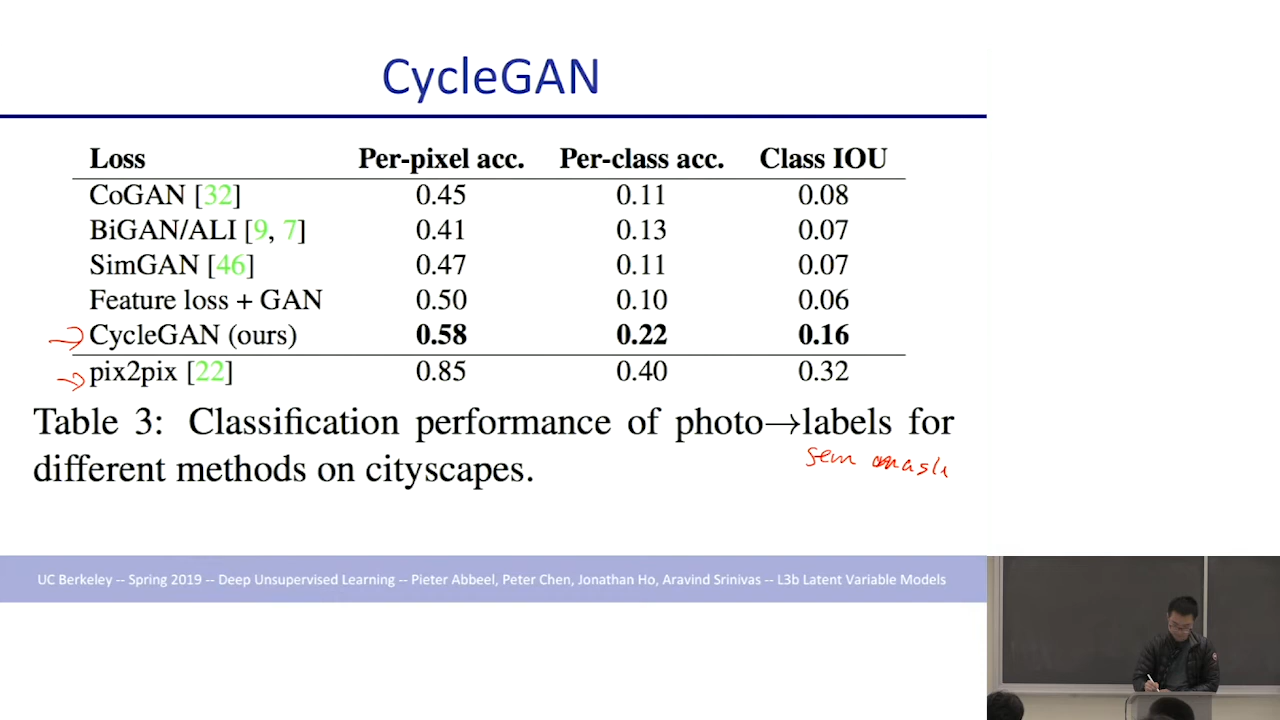 CycleGAN
Loss Per-pixel acc. Per-class acc. Class IOU
CoGAN [32] 0.45 0.11 0.08
BiGAN/ALI [9, 7] 0.41 0.13 0.07
SimGAN [46] 0.47 0.11 0.07
Feature loss + GAN 0.50 0.10 0.06
CycleGAN (ours) 0.58 0.22 0.16
pix2pix [22] 0.85 0.40 0.32
Table 3: Classification performance of photo→labels for
different methods on cityscapes.
sem
UC Berkeley -- Spring 2019 -- Deep Unsupervised Learning -- Pieter Abbeel, Peter Chen, Jonathan Ho, Aravind Srinivas -- L3b Latent Variable Models